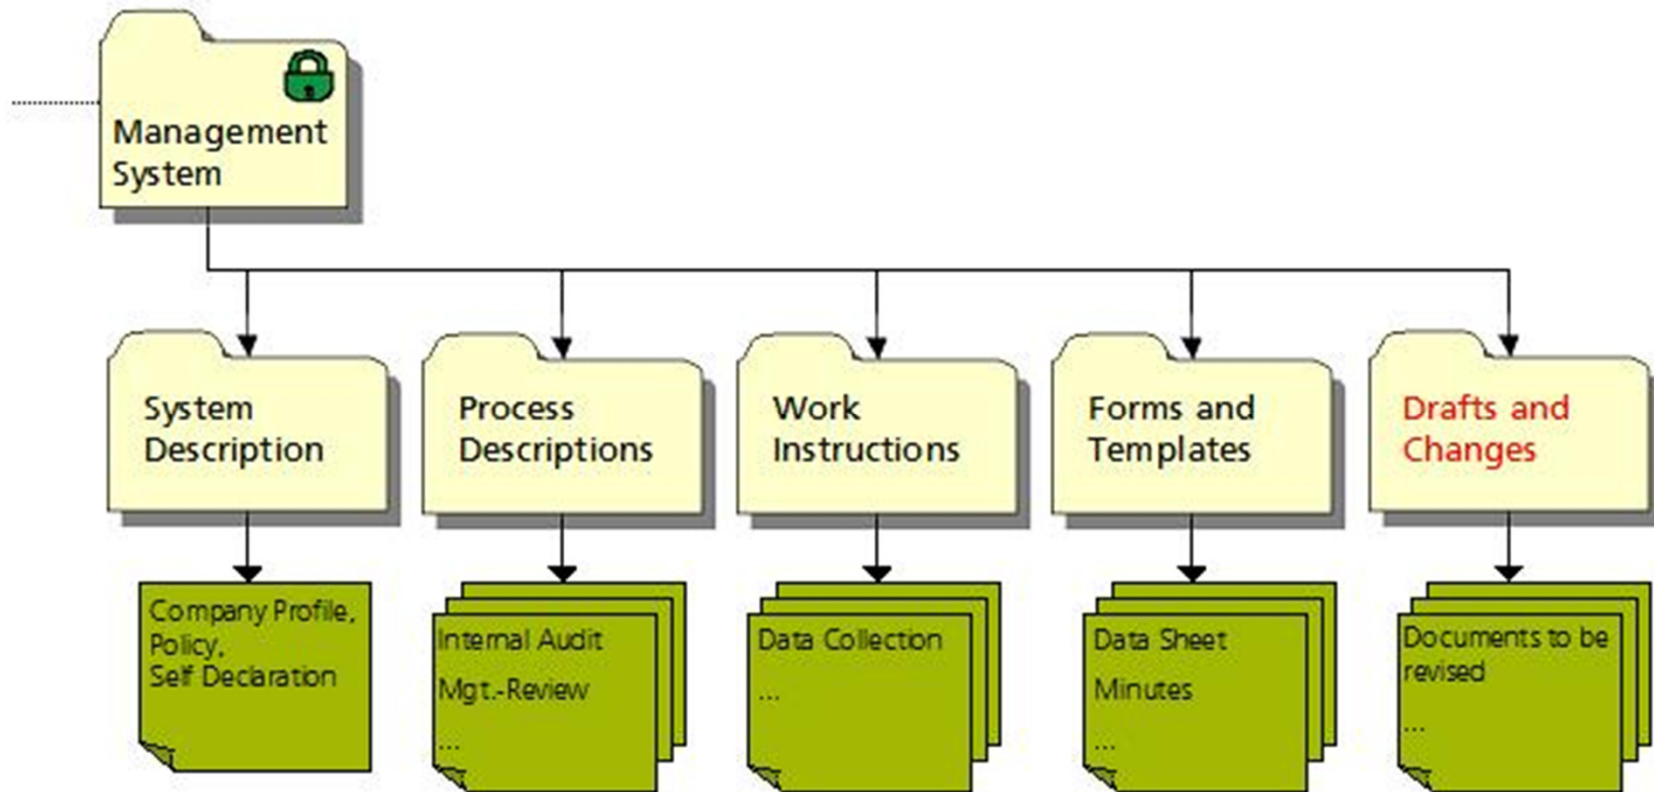 Management
System
System
Description
Process
Descriptions
Work
Instructions
Forms and
Templates
Drafts and
Changes
Company Profile,
Policy,
Self Declaration
Internal Audit
Mgt.-Review
...
Data Collection
...
Data Sheet
Minutes
...
Documents to be
revised
...